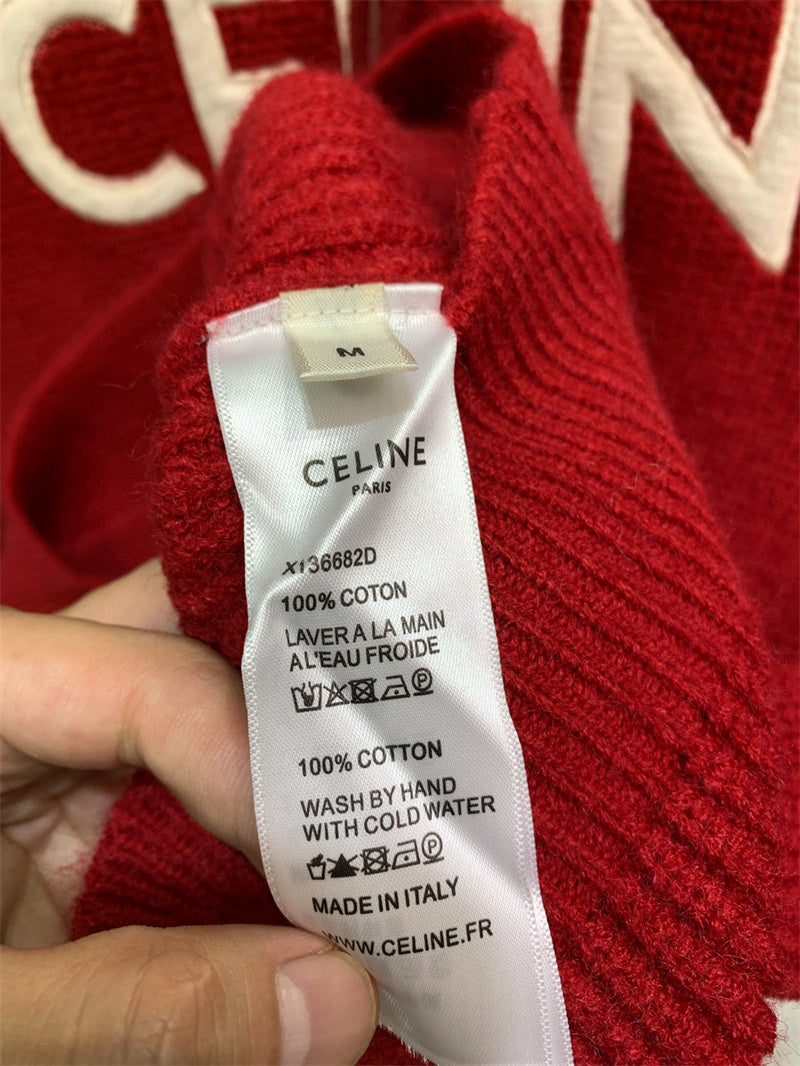 CELIN
M
CELINE
PARIS
X136682D
100% COTON
LAVER A LA MAIN
A L'EAU FROIDE
P
100% COTTON
WASH BY HAND
WITH COLD WATER
P
MADE IN ITALY
WWW.CELINE.FR